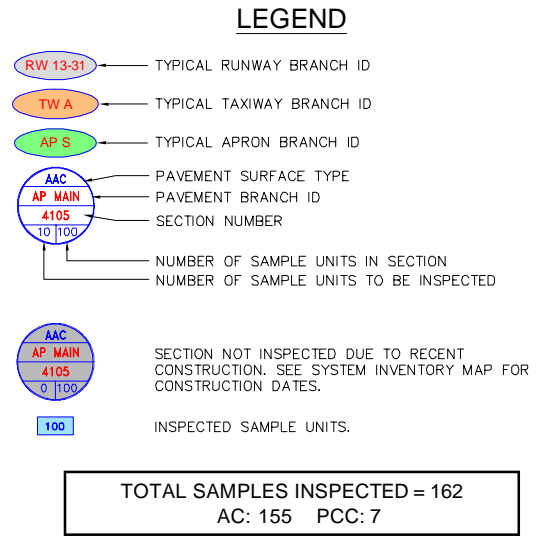 LEGEND
RW 13-31 TYPICAL RUNWAY BRANCH ID
TW A TYPICAL TAXIWAY BRANCH ID
AP S TYPICAL APRON BRANCH ID
AAC PAVEMENT SURFACE TYPE
AP MAIN PAVEMENT BRANCH ID
4105 SECTION NUMBER
10 100
NUMBER OF SAMPLE UNITS IN SECTION
NUMBER OF SAMPLE UNITS TO BE INSPECTED
AAC
AP MAIN
4105
0 100
SECTION NOT INSPECTED DUE TO RECENT
CONSTRUCTION. SEE SYSTEM INVENTORY MAP FOR
CONSTRUCTION DATES.
100 INSPECTED SAMPLE UNITS.
TOTAL SAMPLES INSPECTED = 162
AC: 155 PCC: 7